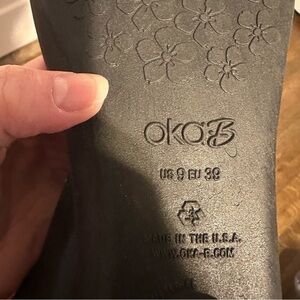 oka B
US 9 EU 39
MADE IN THE U.S.A.
WWW.OKA-B.COM